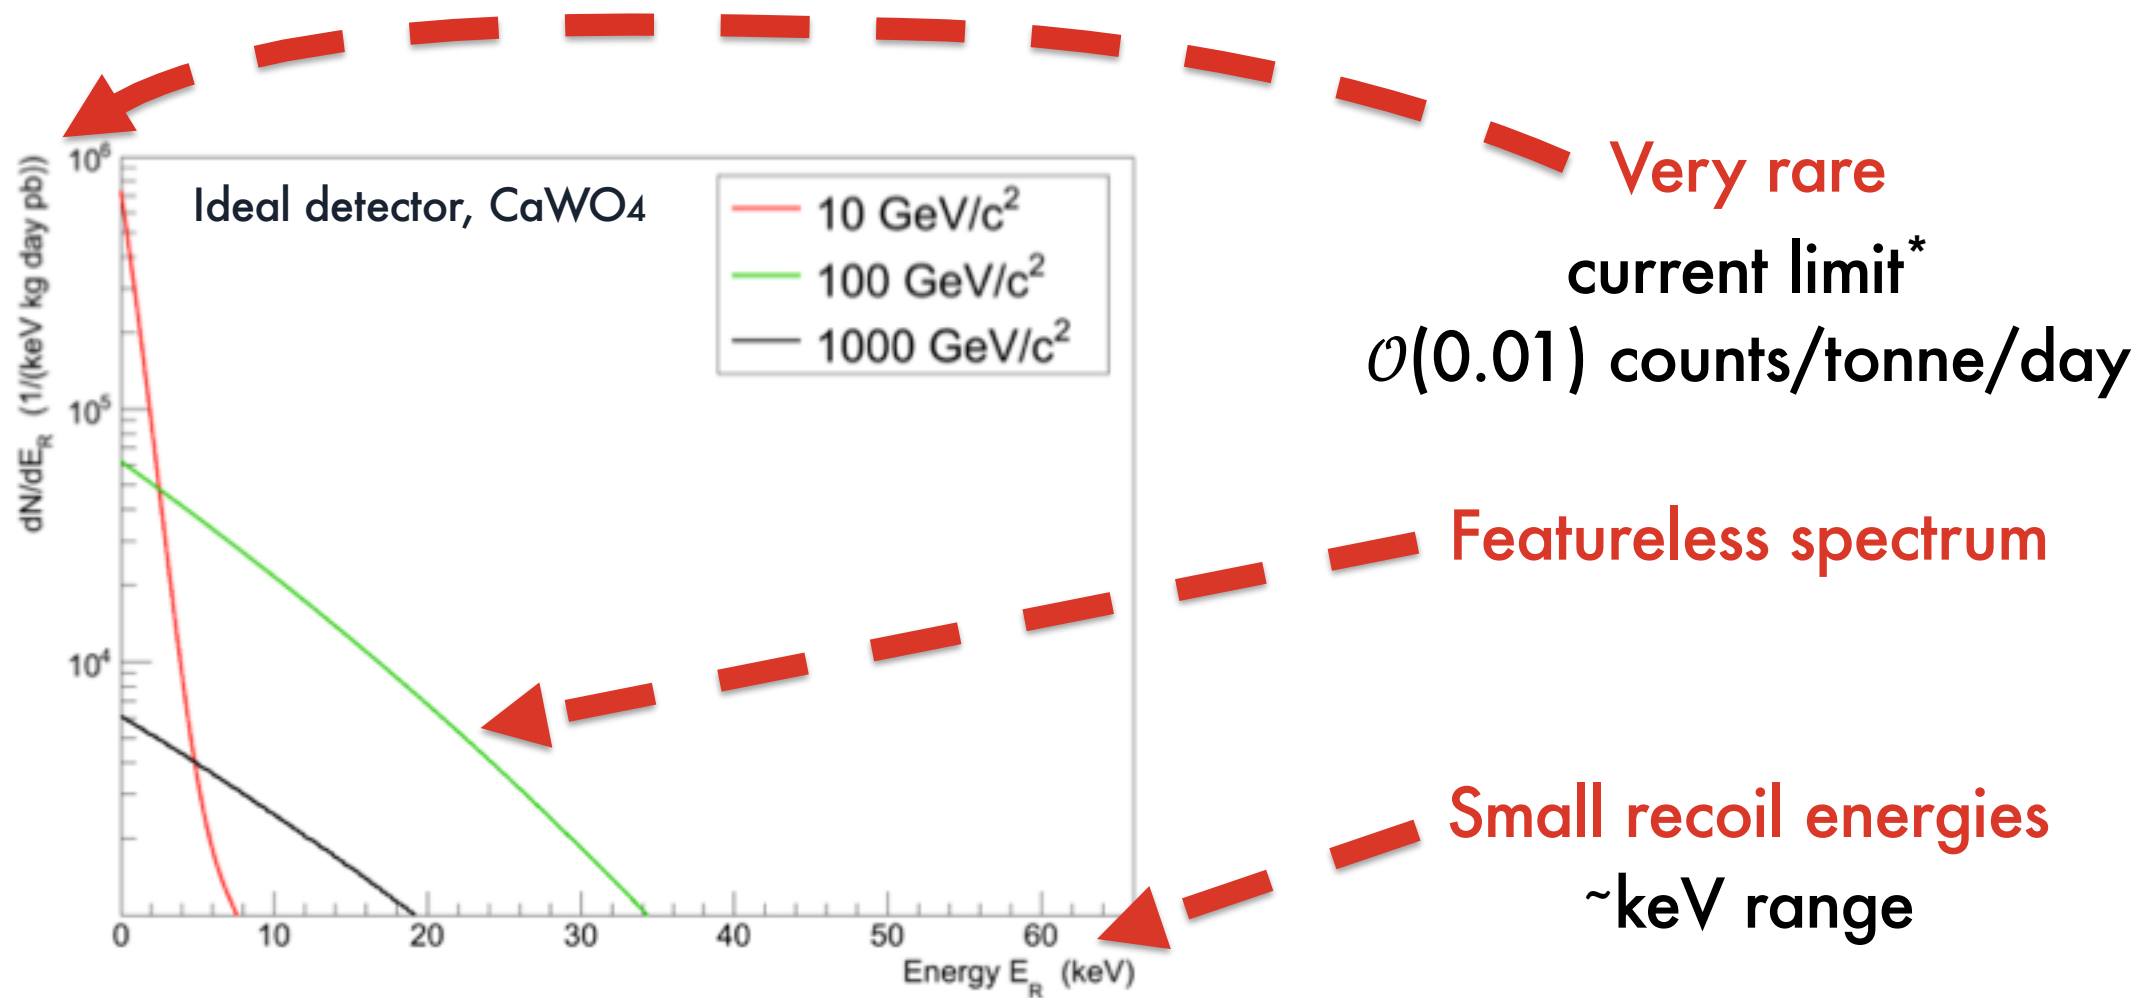 dN/dE_R (1/(keV kg day pb))
10⁶
10⁵
10⁴
Ideal detector, CaWO4
10 GeV/c²
100 GeV/c²
1000 GeV/c²
0 10 20 30 40 50 60
Energy E_R (keV)
Very rare
current limit*
𝒪(0.01) counts/tonne/day
Featureless spectrum
Small recoil energies
~keV range